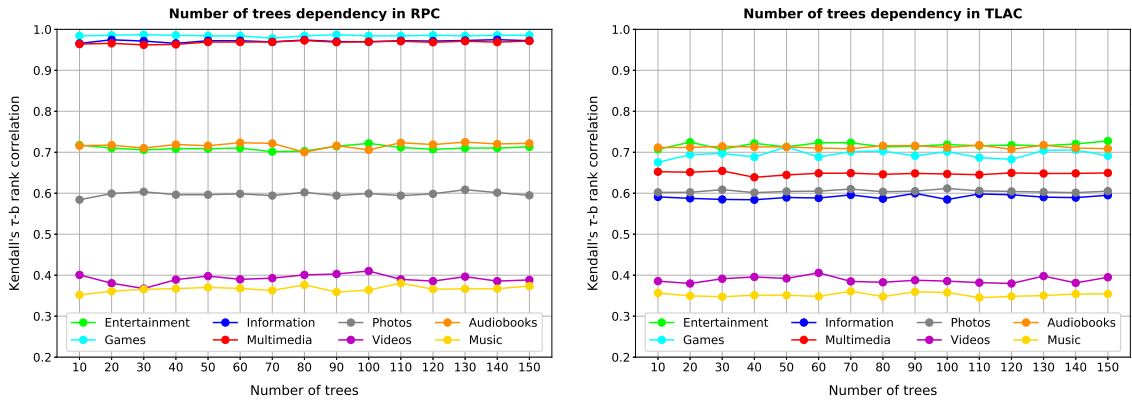 Number of trees dependency in RPC
Kendall's τ-b rank correlation
1.0
0.9
0.8
0.7
0.6
0.5
0.4
0.3
0.2
Entertainment Information Photos Audiobooks
Games Multimedia Videos Music
10 20 30 40 50 60 70 80 90 100 110 120 130 140 150
Number of trees
Number of trees dependency in TLAC
Kendall's τ-b rank correlation
1.0
0.9
0.8
0.7
0.6
0.5
0.4
0.3
0.2
Entertainment Information Photos Audiobooks
Games Multimedia Videos Music
10 20 30 40 50 60 70 80 90 100 110 120 130 140 150
Number of trees